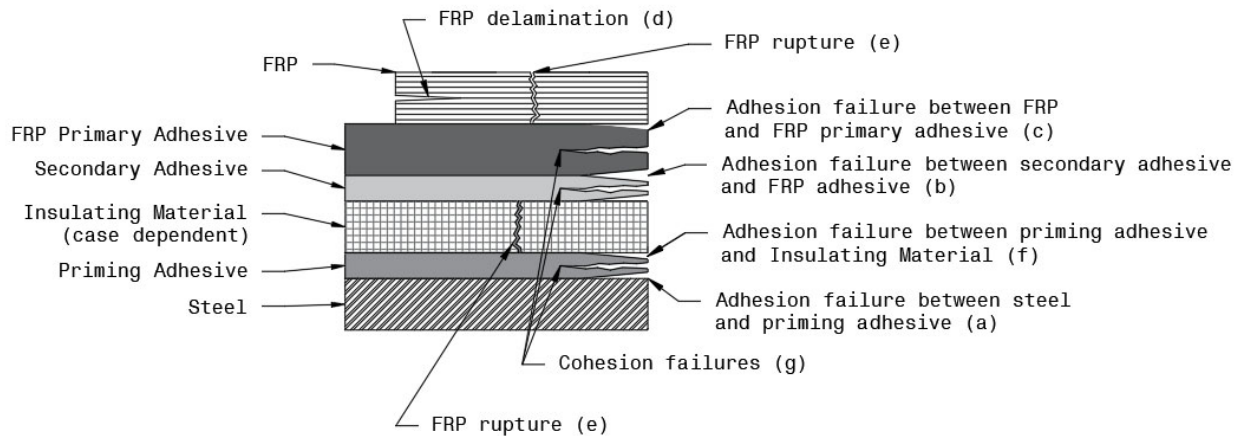 FRP delamination (d)
FRP rupture (e)
FRP
Adhesion failure between FRP
and FRP primary adhesive (c)
FRP Primary Adhesive
Secondary Adhesive
Adhesion failure between secondary adhesive
and FRP adhesive (b)
Insulating Material
(case dependent)
Adhesion failure between priming adhesive
and Insulating Material (f)
Priming Adhesive
Steel
Adhesion failure between steel
and priming adhesive (a)
Cohesion failures (g)
FRP rupture (e)